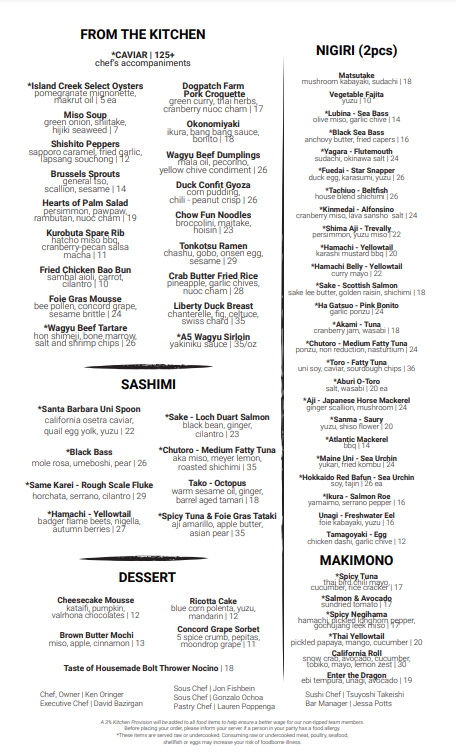 FROM THE KITCHEN
*CAVIAR | 125+
chef's accompaniments
*Island Creek Select Oysters
pomegranate mignonette,
makrut oil | 5 ea
Miso Soup
green onion, shiitake,
hijiki seaweed | 7
Shishito Peppers
sapporo caramel, fried garlic,
lapsang souchong | 12
Brussels Sprouts
general tso,
scallion, sesame | 14
Hearts of Palm Salad
persimmon, pawpaw,
rambutan, nuoc cham | 19
Kurobuta Spare Rib
hatcho miso bbq,
cranberry-pecan salsa
macha | 11
Fried Chicken Bao Bun
sambal aioli, carrot,
cilantro | 10
Foie Gras Mousse
bee pollen, concord grape,
sesame brittle | 24
*Wagyu Beef Tartare
hon shimeji, bone marrow,
salt and shrimp chips | 26
Dogpatch Farm
Pork Croquette
green curry, thai herbs,
cranberry nuoc cham | 17
Okonomiyaki
ikura, bang bang sauce,
bonito | 18
Wagyu Beef Dumplings
mala oil, pecorino,
yellow chive condiment | 26
Duck Confit Gyoza
corn pudding,
chili - peanut crisp | 26
Chow Fun Noodles
broccolini, maitake,
hoisin | 23
Tonkotsu Ramen
chashu, gobo, onsen egg,
sesame | 29
Crab Butter Fried Rice
pineapple, garlic chives,
nuoc cham | 28
Liberty Duck Breast
chanterelle, fig, celtuce,
swiss chard | 35
*A5 Wagyu Sirloin
yakiniku sauce | 35/oz
SASHIMI
*Santa Barbara Uni Spoon
california osetra caviar,
quail egg yolk, yuzu | 22
*Black Bass
mole rosa, umeboshi, pear | 26
*Same Karei - Rough Scale Fluke
horchata, serrano, cilantro | 29
*Hamachi - Yellowtail
badger flame beets, nigella,
autumn berries | 27
*Sake - Loch Duart Salmon
black bean, ginger,
cilantro | 23
*Chutoro - Medium Fatty Tuna
aka miso, meyer lemon,
roasted shichimi | 35
Tako - Octopus
warm sesame oil, ginger,
barrel aged tamari | 18
*Spicy Tuna & Foie Gras Tataki
aji amarillo, apple butter,
asian pear | 35
DESSERT
Cheesecake Mousse
kataifi, pumpkin,
valrhona chocolates | 12
Brown Butter Mochi
miso, apple, cinnamon | 13
Ricotta Cake
blue corn polenta, yuzu,
mandarin | 12
Concord Grape Sorbet
5 spice crumb, pepitas,
moondrop grape | 11
Taste of Housemade Bolt Thrower Nocino | 18
Chef, Owner | Ken Oringer
Executive Chef | David Bazirgan
Sous Chef | Jon Fishbein
Sous Chef | Gonzalo Ochoa
Pastry Chef | Lauren Poppenga
NIGIRI (2pcs)
Matsutake
mushroom kabayaki, sudachi | 18
Vegetable Fajita
yuzu | 10
*Lubina - Sea Bass
olive miso, garlic chive | 14
*Black Sea Bass
anchovy butter, fried capers | 16
*Yagara - Flutemouth
sudachi, okinawa salt | 24
*Fuedai - Star Snapper
duck egg, karasumi, yuzu | 26
*Tachiuo - Beltfish
house blend shichimi | 26
*Kinmedai - Alfonsino
cranberry miso, lava sansho salt | 24
*Shima Aji - Trevally
persimmon, yuzu miso | 22
*Hamachi - Yellowtail
karashi mustard bbq | 20
*Hamachi Belly - Yellowtail
curry mayo | 22
*Sake - Scottish Salmon
sake lee butter, golden raisin, shichimi | 18
*Ha Gatsuo - Pink Bonito
garlic ponzu | 24
*Akami - Tuna
cranberry jam, wasabi | 18
*Chutoro - Medium Fatty Tuna
ponzu, nori reduction, nasturtium | 24
*Toro - Fatty Tuna
uni soy, caviar, sourdough chips | 36
*Aburi O-Toro
salt, wasabi | 20 ea
*Aji - Japanese Horse Mackerel
ginger scallion, mushroom | 24
*Sanma - Saury
yuzu, shiso flower | 20
*Atlantic Mackerel
bbq | 14
*Maine Uni - Sea Urchin
yukari, fried kombu | 24
*Hokkaido Red Bafun - Sea Urchin
soy, tajin | 26 ea
*Ikura - Salmon Roe
yamaimo, serrano pepper | 16
Unagi - Freshwater Eel
foie kabayaki, yuzu | 16
Tamagoyaki - Egg
chicken dashi, garlic chive | 12
MAKIMONO
*Spicy Tuna
thai bird chili mayo,
cucumber, rice cracker | 17
*Salmon & Avocado
sundried tomato | 17
*Spicy Negihama
hamachi, pickled longhorn pepper,
gochujang leek miso | 17
*Thai Yellowtail
pickled papaya, mango, cucumber | 20
California Roll
snow crab, avocado, cucumber,
tobiko, mayo, lemon zest | 30
Enter the Dragon
ebi tempura, unagi, avocado | 19
Sushi Chef | Tsuyoshi Takeishi
Bar Manager | Jessa Potts
A 3% Kitchen Provision will be added to all food items to help ensure a better wage for our non-tipped team members.
Before placing your order, please inform your server if a person in your party has a food allergy.
*These items are served raw or undercooked. Consuming raw or undercooked meat, poultry, seafood,
shellfish or eggs may increase your risk of foodborne illness.